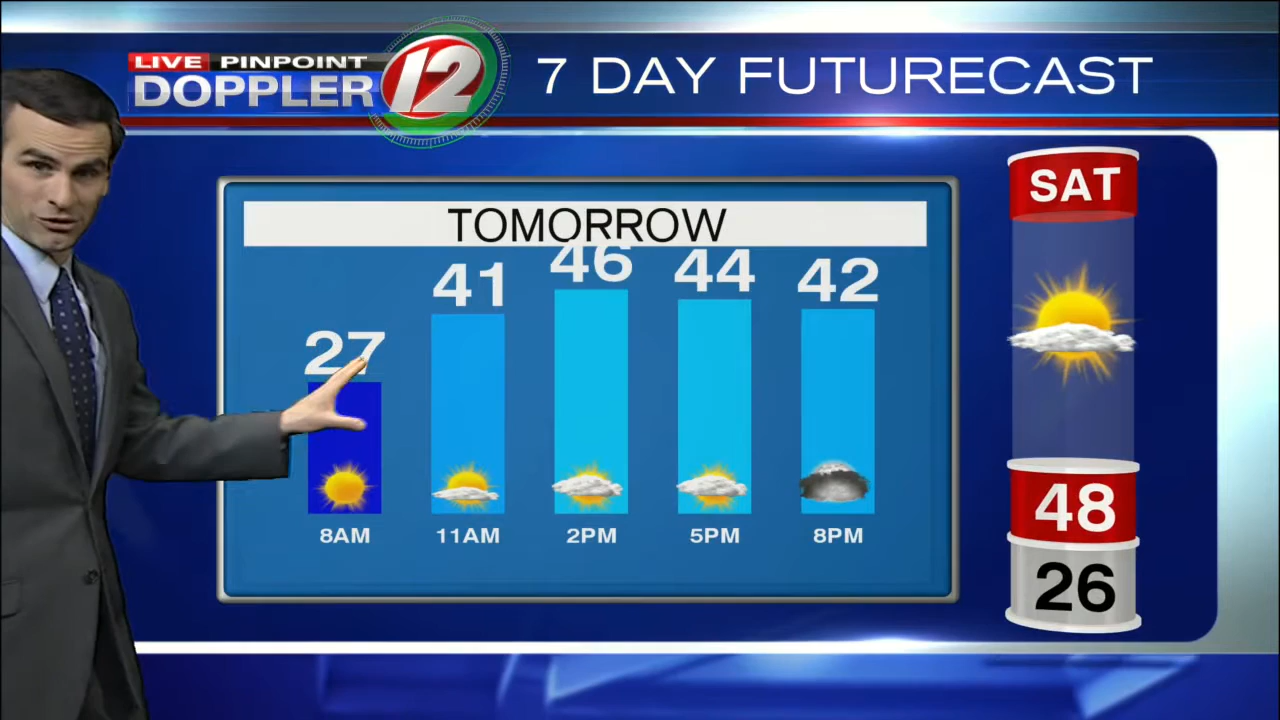 LIVE PINPOINT
DOPPLER 12
7 DAY FUTURECAST
TOMORROW
27 41 46 44 42
8AM 11AM 2PM 5PM 8PM
SAT
48
26